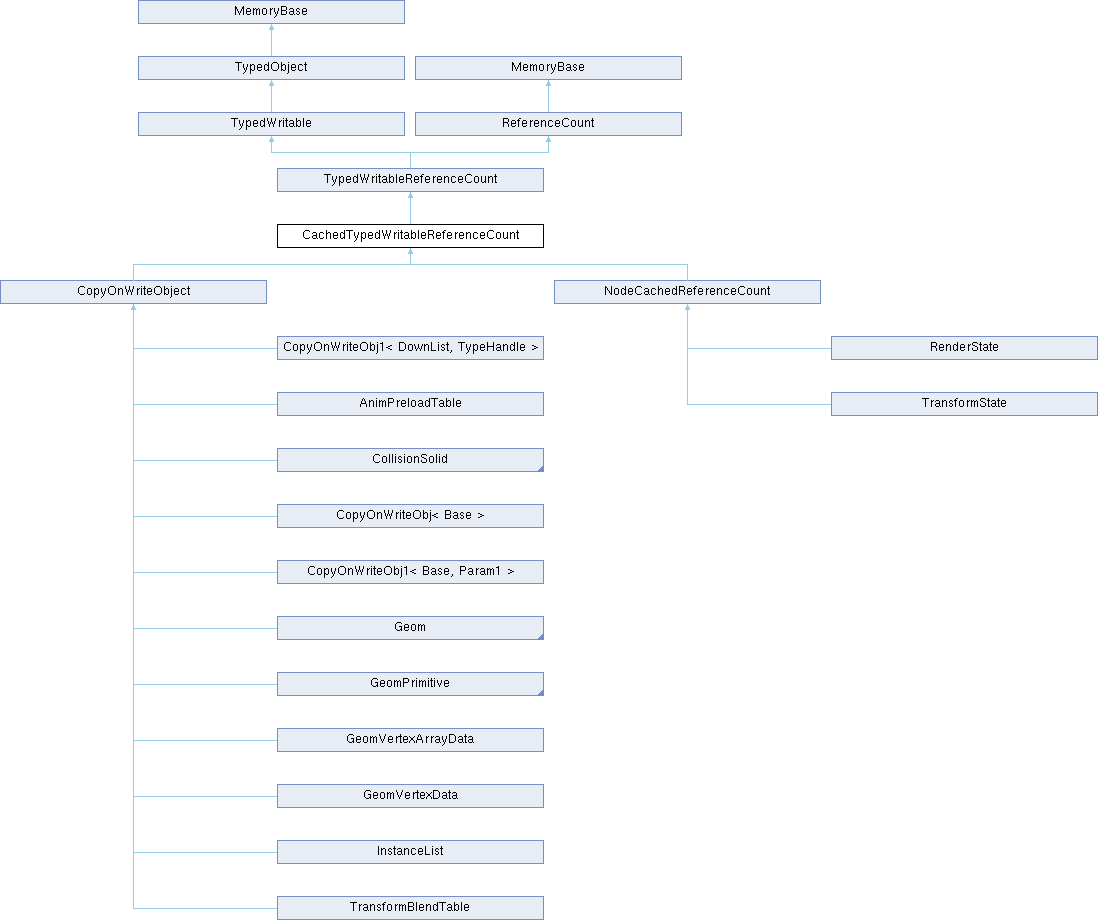 MemoryBase
TypedObject
MemoryBase
TypedWritable
ReferenceCount
TypedWritableReferenceCount
CachedTypedWritableReferenceCount
CopyOnWriteObject
NodeCachedReferenceCount
CopyOnWriteObj1< DownList, TypeHandle >
RenderState
AnimPreloadTable
TransformState
CollisionSolid
CopyOnWriteObj< Base >
CopyOnWriteObj1< Base, Param1 >
Geom
GeomPrimitive
GeomVertexArrayData
GeomVertexData
InstanceList
TransformBlendTable